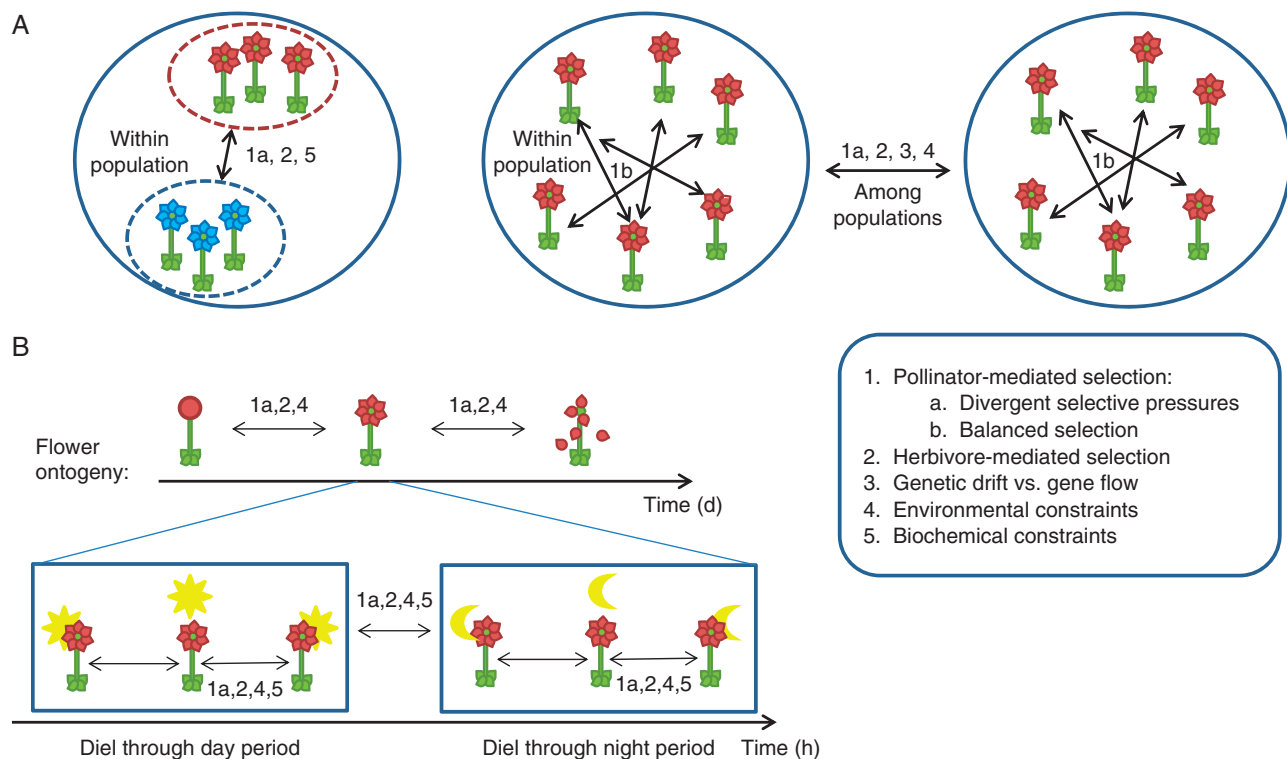 A
Within
population
1a, 2, 5
Within
population
1b
1a, 2, 3, 4
Among
populations
1b
B
Flower
ontogeny:
1a,2,4
1a,2,4
Time (d)
1. Pollinator-mediated selection:
a. Divergent selective pressures
b. Balanced selection
2. Herbivore-mediated selection
3. Genetic drift vs. gene flow
4. Environmental constraints
5. Biochemical constraints
1a,2,4,5
1a,2,4,5
1a,2,4,5
Diel through day period
Diel through night period
Time (h)